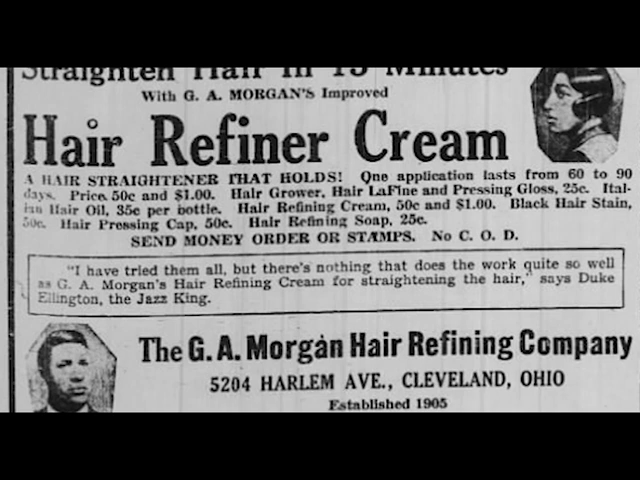 Straighten Hair in 15 Minutes
With G. A. MORGAN'S Improved
Hair Refiner Cream
A HAIR STRAIGHTENER THAT HOLDS! One application lasts from 60 to 90
days. Price 50c and $1.00. Hair Grower, Hair LaFine and Pressing Gloss, 25c. Ital-
ian Hair Oil, 35c per bottle. Hair Refining Cream, 50c and $1.00. Black Hair Stain,
50c. Hair Pressing Cap, 50c. Hair Refining Soap, 25c.
SEND MONEY ORDER OR STAMPS. No C. O. D.
"I have tried them all, but there's nothing that does the work quite so well
as G. A. Morgan's Hair Refining Cream for straightening the hair," says Duke
Ellington, the Jazz King.
The G. A. Morgan Hair Refining Company
5204 HARLEM AVE., CLEVELAND, OHIO
Established 1905